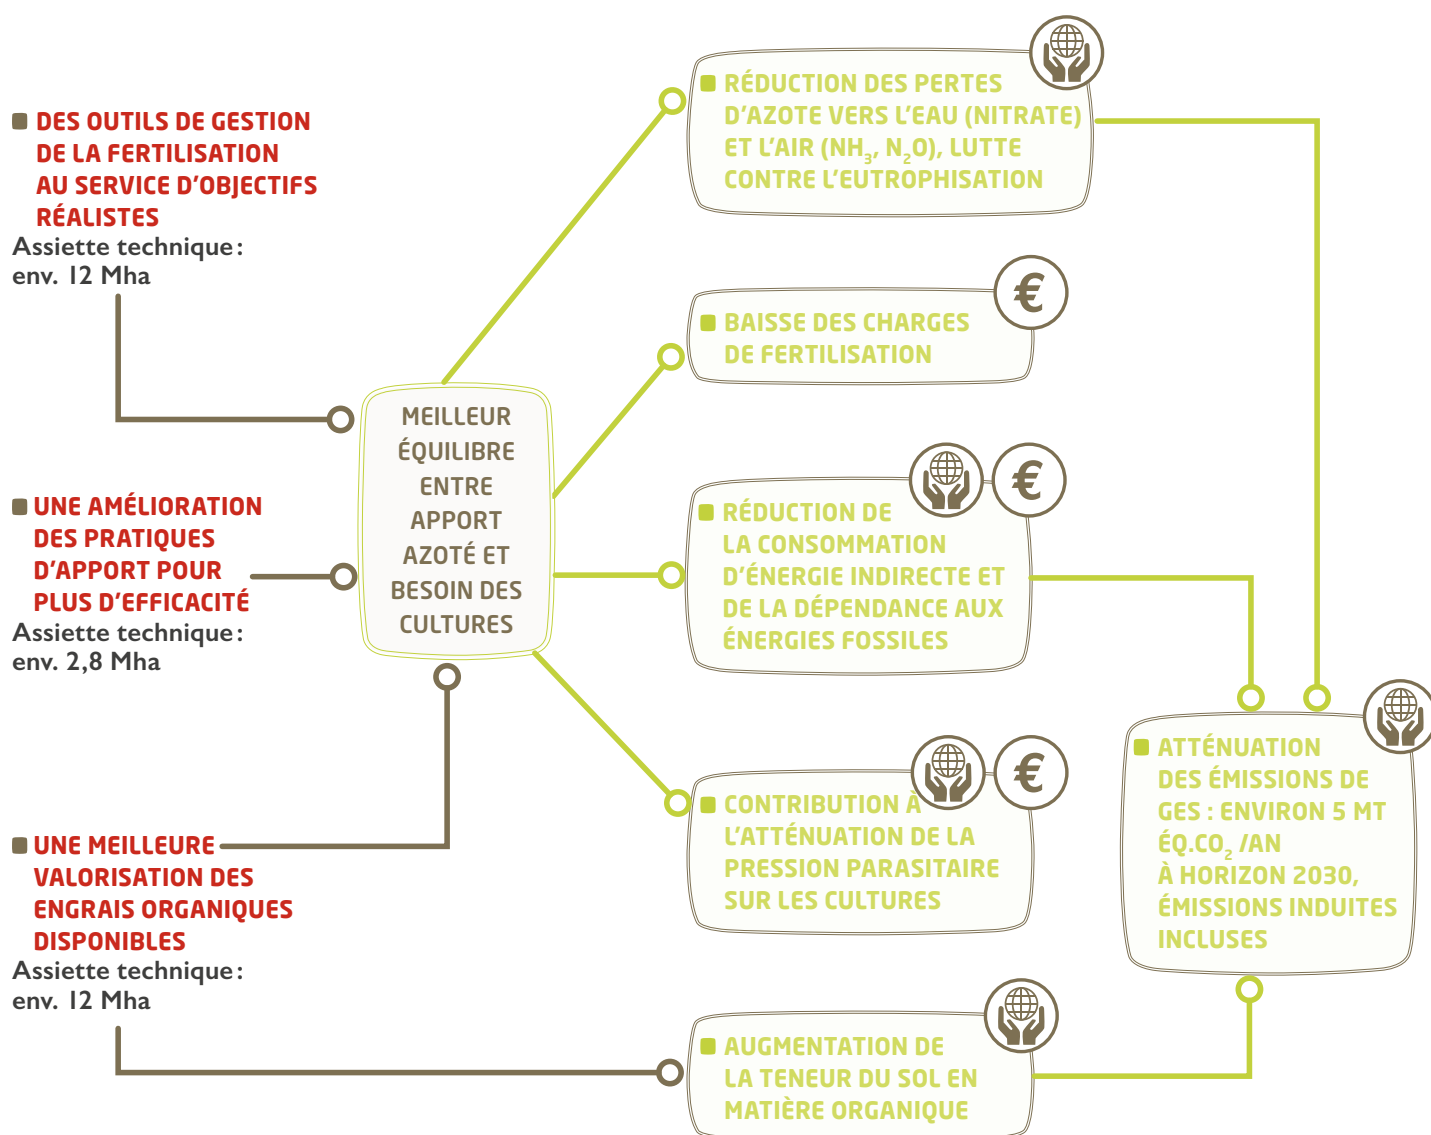 DES OUTILS DE GESTION
DE LA FERTILISATION
AU SERVICE D'OBJECTIFS
RÉALISTES
Assiette technique :
env. 12 Mha
UNE AMÉLIORATION
DES PRATIQUES
D'APPORT POUR
PLUS D'EFFICACITÉ
Assiette technique :
env. 2,8 Mha
UNE MEILLEURE
VALORISATION DES
ENGRAIS ORGANIQUES
DISPONIBLES
Assiette technique :
env. 12 Mha
MEILLEUR
ÉQUILIBRE
ENTRE
APPORT
AZOTÉ ET
BESOIN DES
CULTURES
RÉDUCTION DES PERTES
D'AZOTE VERS L'EAU (NITRATE)
ET L'AIR (NH₃, N₂O), LUTTE
CONTRE L'EUTROPHISATION
€
BAISSE DES CHARGES
DE FERTILISATION
€
RÉDUCTION DE
LA CONSOMMATION
D'ÉNERGIE INDIRECTE ET
DE LA DÉPENDANCE AUX
ÉNERGIES FOSSILES
€
CONTRIBUTION À
L'ATTÉNUATION DE LA
PRESSION PARASITAIRE
SUR LES CULTURES
AUGMENTATION DE
LA TENEUR DU SOL EN
MATIÈRE ORGANIQUE
ATTÉNUATION
DES ÉMISSIONS DE
GES : ENVIRON 5 MT
ÉQ.CO₂ /AN
À HORIZON 2030,
ÉMISSIONS INDUITES
INCLUSES